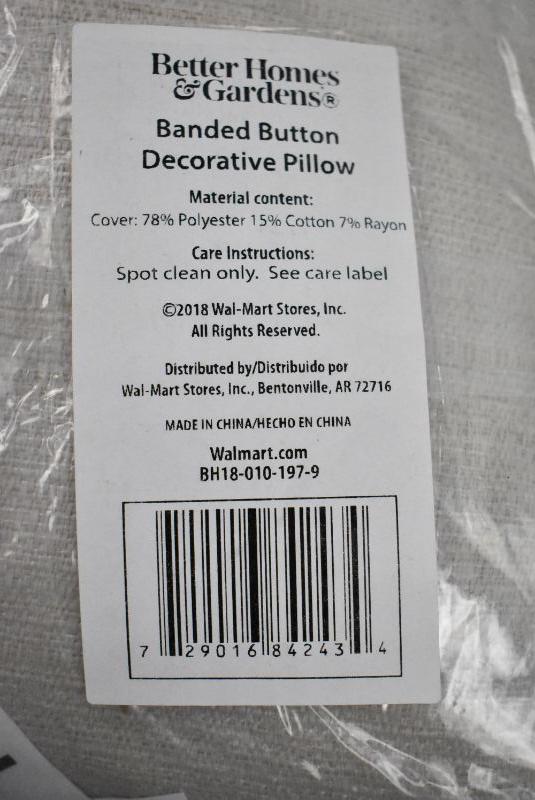 Better Homes
& Gardens®
Banded Button
Decorative Pillow
Material content:
Cover: 78% Polyester 15% Cotton 7% Rayon
Care Instructions:
Spot clean only. See care label
©2018 Wal-Mart Stores, Inc.
All Rights Reserved.
Distributed by/Distribuido por
Wal-Mart Stores, Inc., Bentonville, AR 72716
MADE IN CHINA/HECHO EN CHINA
Walmart.com
BH18-010-197-9
7 29016 84243 4